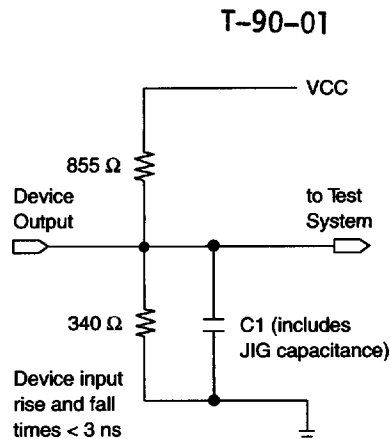 T-90-01
VCC
855 Ω
Device
Output
to Test
System
340 Ω
C1 (includes
JIG capacitance)
Device input
rise and fall
times < 3 ns